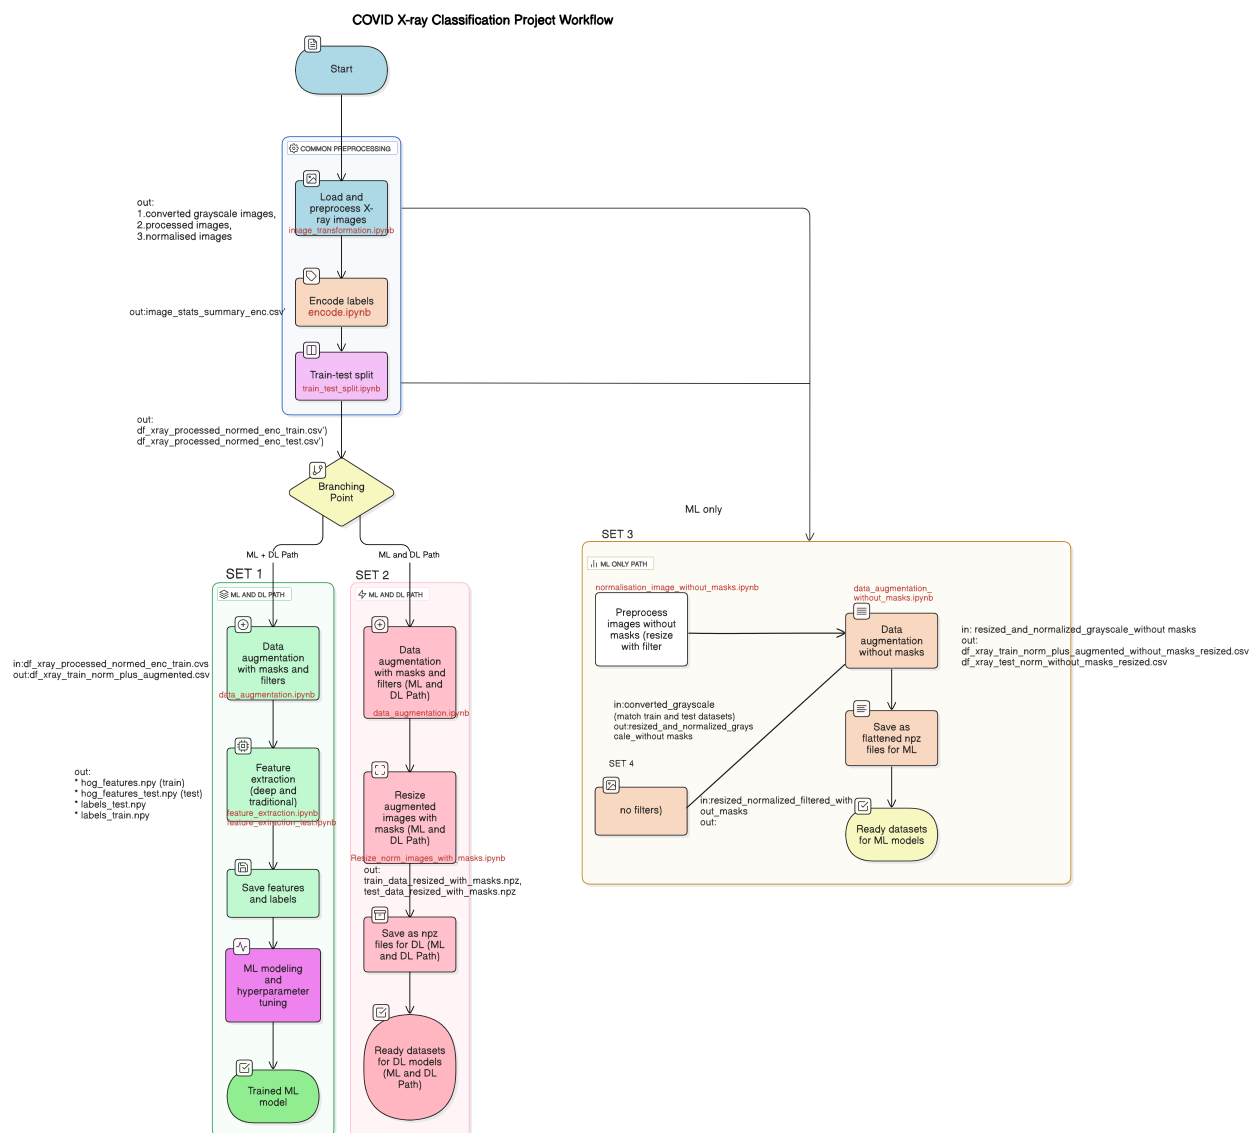 COVID X-ray Classification Project Workflow
Start
COMMON PREPROCESSING
Load and
preprocess X-
ray images
image_transformation.ipynb
out:
1.converted grayscale images,
2.processed images,
3.normalised images
Encode labels
encode.ipynb
out:image_stats_summary_enc.csv'
Train-test split
train_test_split.ipynb
out:
df_xray_processed_normed_enc_train.csv')
df_xray_processed_normed_enc_test.csv')
Branching
Point
ML + DL Path
ML and DL Path
SET 1
ML AND DL PATH
Data
augmentation
with masks and
filters
data_augmentation.ipynb
in:df_xray_processed_normed_enc_train.cvs
out:df_xray_train_norm_plus_augmented.csv
Feature
extraction
(deep and
traditional)
feature_extraction.ipynb
feature_extraction_test.ipynb
out:
* hog_features.npy (train)
* hog_features_test.npy (test)
* labels_test.npy
* labels_train.npy
Save features
and labels
ML modeling
and
hyperparameter
tuning
Trained ML
model
SET 2
ML AND DL PATH
Data
augmentation
with masks and
filters (ML and
DL Path)
data_augmentation.ipynb
Resize
augmented
images with
masks (ML and
DL Path)
Resize_norm_images_with_masks.ipynb
out:
train_data_resized_with_masks.npz,
test_data_resized_with_masks.npz
Save as npz
files for DL (ML
and DL Path)
Ready datasets
for DL models
(ML and DL
Path)
ML only
SET 3
ML ONLY PATH
normalisation_image_without_masks.ipynb
Preprocess
images without
masks (resize
with filter
data_augmentation_
without_masks.ipynb
Data
augmentation
without masks
in: resized_and_normalized_grayscale_without masks
out:
df_xray_train_norm_plus_augmented_without_masks_resized.csv
df_xray_test_norm_without_masks_resized.csv
in:converted_grayscale
(match train and test datasets)
out:resized_and_normalized_grays
cale_without masks
Save as
flattened npz
files for ML
SET 4
no filters)
in:resized_normalized_filtered_with
out_masks
out:
Ready datasets
for ML models